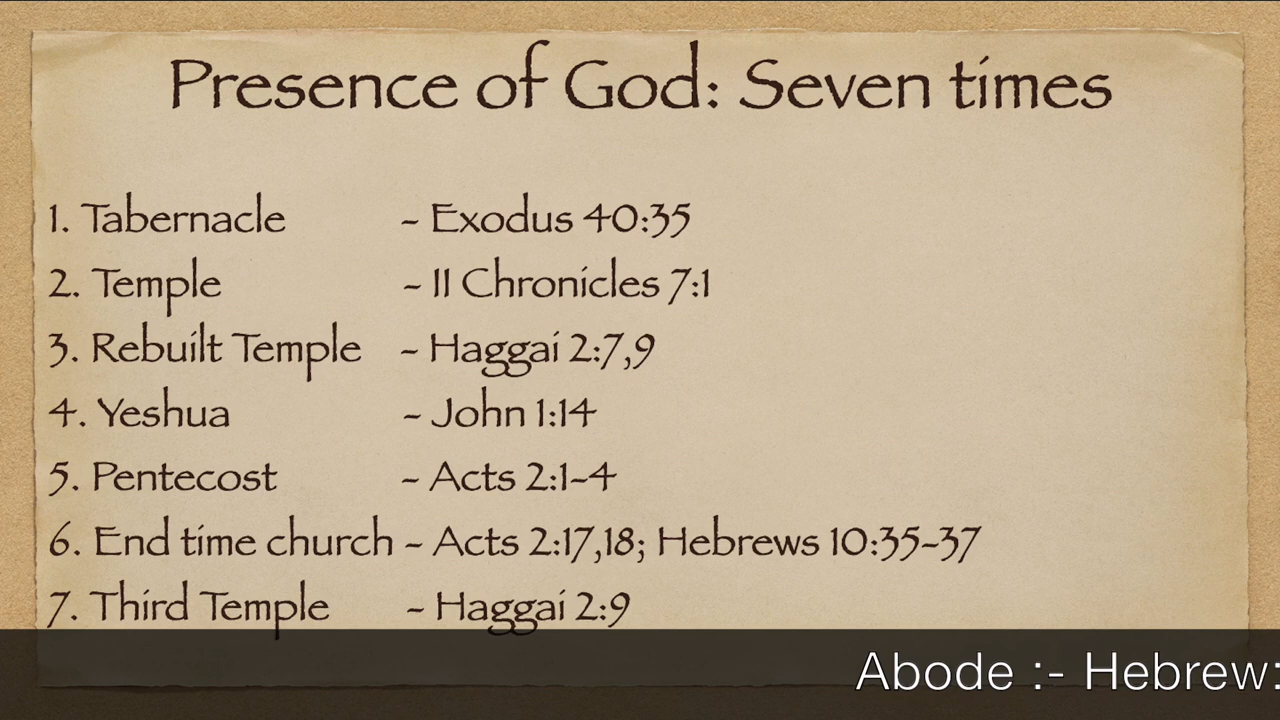 Presence of God: Seven times
1. Tabernacle - Exodus 40:35
2. Temple - II Chronicles 7:1
3. Rebuilt Temple - Haggai 2:7,9
4. Yeshua - John 1:14
5. Pentecost - Acts 2:1-4
6. End time church - Acts 2:17,18; Hebrews 10:35-37
7. Third Temple - Haggai 2:9
Abode :- Hebrew: